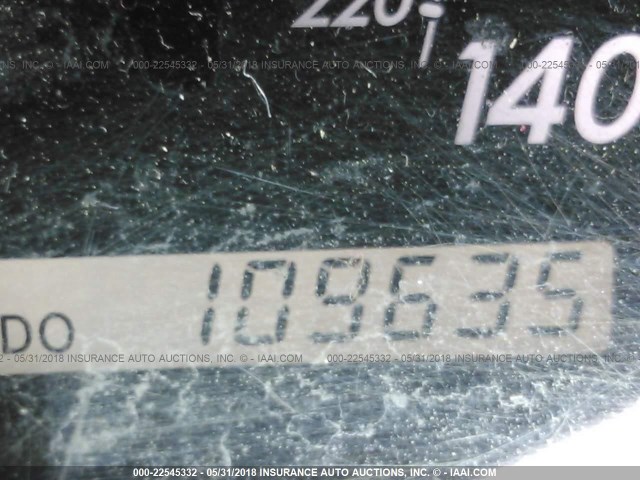 220
140
000-22545332 - 05/31/2018 INSURANCE AUTO AUCTIONS, INC. © - IAAI.COM
DO 109635
000-22545332 - 05/31/2018 INSURANCE AUTO AUCTIONS, INC. © - IAAI.COM
000-22545332 - 05/31/2018 INSURANCE AUTO AUCTIONS, INC. © - IAAI.COM